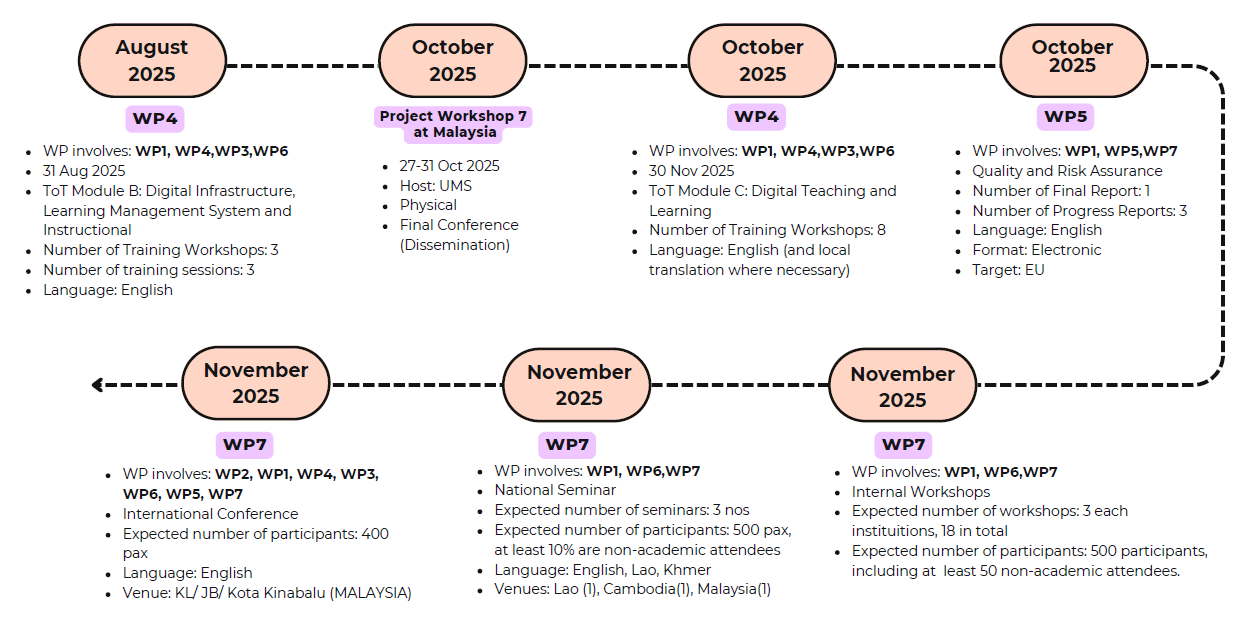 August
2025
WP4
• WP involves: WP1, WP4,WP3,WP6
• 31 Aug 2025
• ToT Module B: Digital Infrastructure,
Learning Management System and
Instructional
• Number of Training Workshops: 3
• Number of training sessions: 3
• Language: English
October
2025
Project Workshop 7
at Malaysia
• 27-31 Oct 2025
• Host: UMS
• Physical
• Final Conference
(Dissemination)
October
2025
WP4
• WP involves: WP1, WP4,WP3,WP6
• 30 Nov 2025
• ToT Module C: Digital Teaching and
Learning
• Number of Training Workshops: 8
• Language: English (and local
translation where necessary)
October
2025
WP5
• WP involves: WP1, WP5,WP7
• Quality and Risk Assurance
• Number of Final Report: 1
• Number of Progress Reports: 3
• Language: English
• Format: Electronic
• Target: EU
November
2025
WP7
• WP involves: WP1, WP6,WP7
• Internal Workshops
• Expected number of workshops: 3 each
instituitions, 18 in total
• Expected number of participants: 500 participants,
including at least 50 non-academic attendees.
November
2025
WP7
• WP involves: WP1, WP6,WP7
• National Seminar
• Expected number of seminars: 3 nos
• Expected number of participants: 500 pax,
at least 10% are non-academic attendees
• Language: English, Lao, Khmer
• Venues: Lao (1), Cambodia(1), Malaysia(1)
November
2025
WP7
• WP involves: WP2, WP1, WP4, WP3,
WP6, WP5, WP7
• International Conference
• Expected number of participants: 400
pax
• Language: English
• Venue: KL/ JB/ Kota Kinabalu (MALAYSIA)